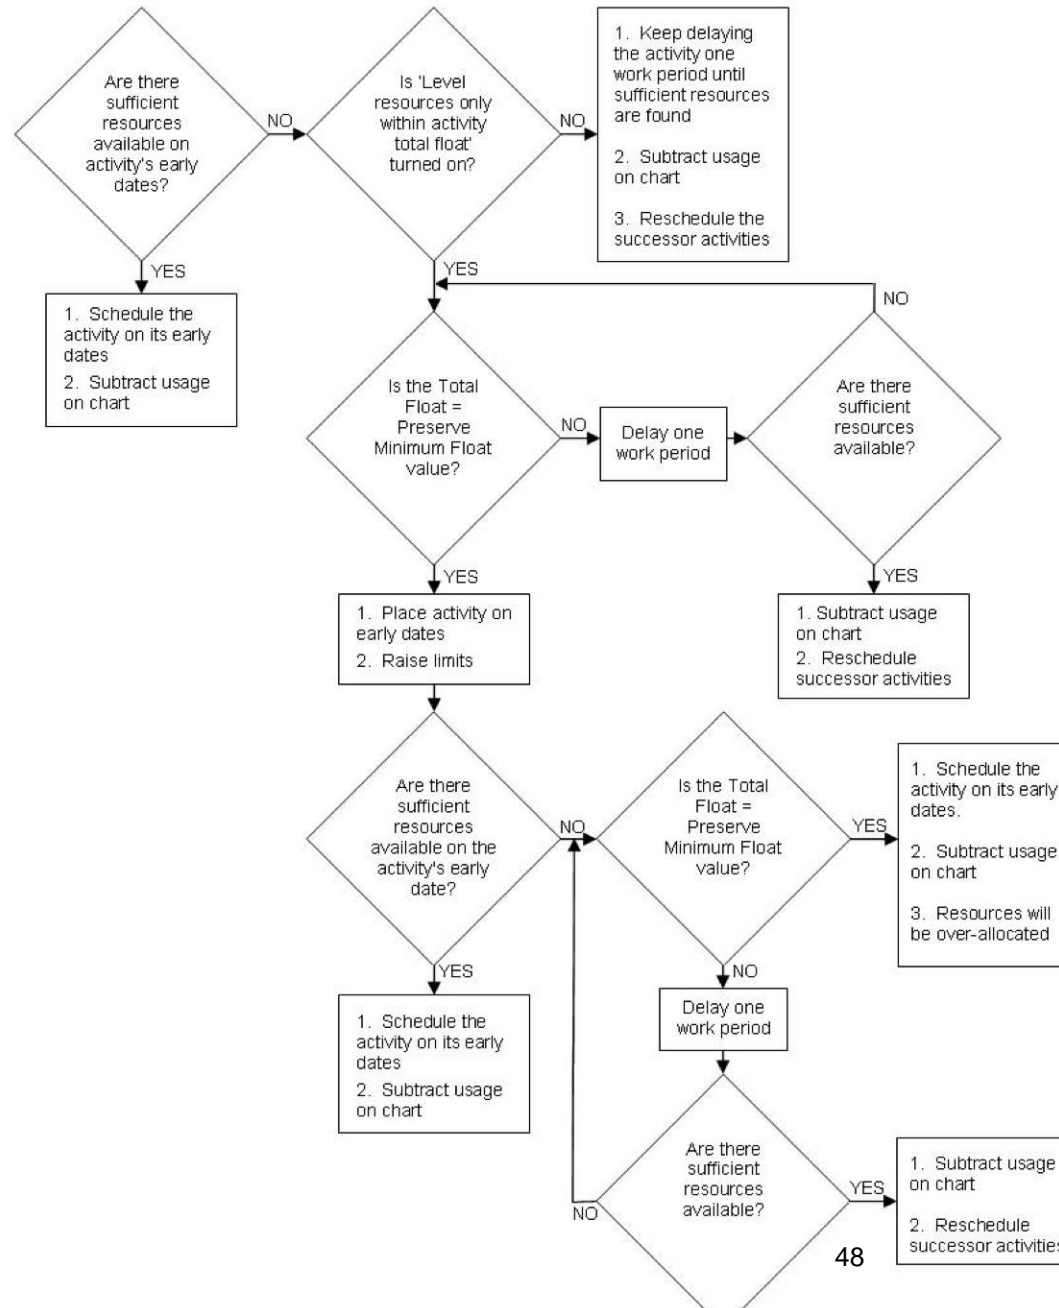 Are there
sufficient
resources
available on
activity's early
dates?
NO
YES
1. Schedule the
activity on its early
dates
2. Subtract usage
on chart
Is 'Level
resources only
within activity
total float'
turned on?
NO
YES
1. Keep delaying
the activity one
work period until
sufficient resources
are found
2. Subtract usage
on chart
3. Reschedule the
successor activities
Is the Total
Float =
Preserve
Minimum Float
value?
NO
YES
Delay one
work period
Are there
sufficient
resources
available?
NO
YES
1. Subtract usage
on chart
2. Reschedule
successor activities
1. Place activity on
early dates
2. Raise limits
Are there
sufficient
resources
available on the
activity's early
date?
NO
YES
1. Schedule the
activity on its early
dates
2. Subtract usage
on chart
Is the Total
Float =
Preserve
Minimum Float
value?
YES
NO
1. Schedule the
activity on its early
dates.
2. Subtract usage
on chart
3. Resources will
be over-allocated
Delay one
work period
Are there
sufficient
resources
available?
NO
YES
1. Subtract usage
on chart
2. Reschedule
successor activities
48